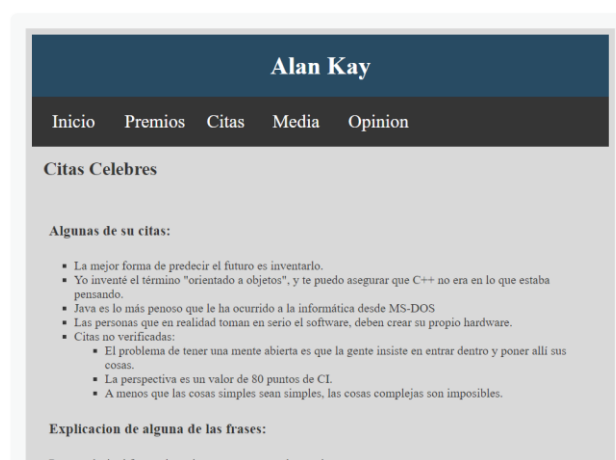 Alan Kay
Inicio Premios Citas Media Opinion
Citas Celebres
Algunas de su citas:
La mejor forma de predecir el futuro es inventarlo.
Yo inventé el término "orientado a objetos", y te puedo asegurar que C++ no era en lo que estaba
pensando.
Java es lo más penoso que le ha ocurrido a la informática desde MS-DOS
Las personas que en realidad toman en serio el software, deben crear su propio hardware.
Citas no verificadas:
El problema de tener una mente abierta es que la gente insiste en entrar dentro y poner allí sus
cosas.
La perspectiva es un valor de 80 puntos de CI.
A menos que las cosas simples sean simples, las cosas complejas son imposibles.
Explicacion de alguna de las frases: